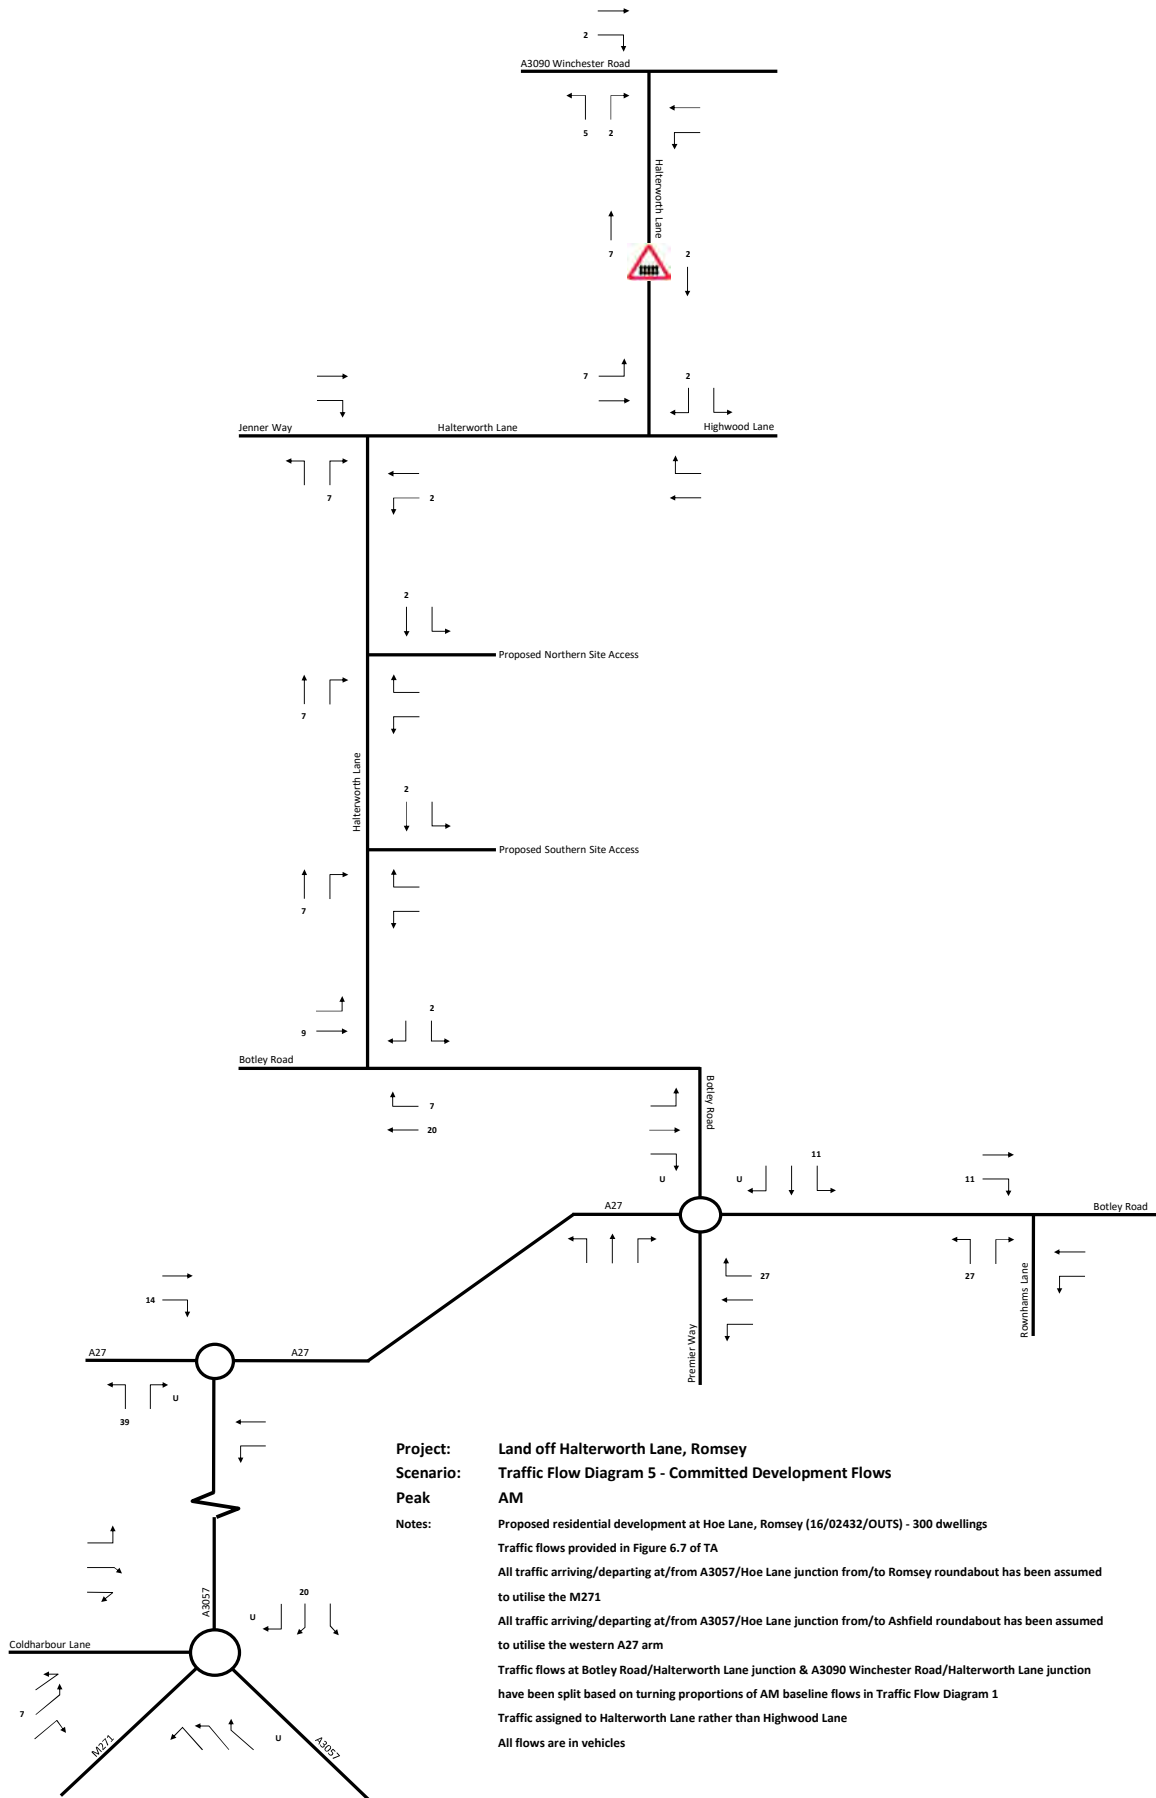 2
A3090 Winchester Road
5 2
Halterworth Lane
7
2
7
2
Jenner Way
Halterworth Lane
Highwood Lane
7
2
2
Proposed Northern Site Access
7
Halterworth Lane
2
Proposed Southern Site Access
7
2
9
Botley Road
7
20
Botley Road
U
U
11
11
A27
Botley Road
27
27
Premier Way
Rownhams Lane
14
A27
A27
U
39
A3057
U
20
Coldharbour Lane
7
M271
U
A3057
Project: Land off Halterworth Lane, Romsey
Scenario: Traffic Flow Diagram 5 - Committed Development Flows
Peak AM
Notes: Proposed residential development at Hoe Lane, Romsey (16/02432/OUTS) - 300 dwellings
Traffic flows provided in Figure 6.7 of TA
All traffic arriving/departing at/from A3057/Hoe Lane junction from/to Romsey roundabout has been assumed
to utilise the M271
All traffic arriving/departing at/from A3057/Hoe Lane junction from/to Ashfield roundabout has been assumed
to utilise the western A27 arm
Traffic flows at Botley Road/Halterworth Lane junction & A3090 Winchester Road/Halterworth Lane junction
have been split based on turning proportions of AM baseline flows in Traffic Flow Diagram 1
Traffic assigned to Halterworth Lane rather than Highwood Lane
All flows are in vehicles